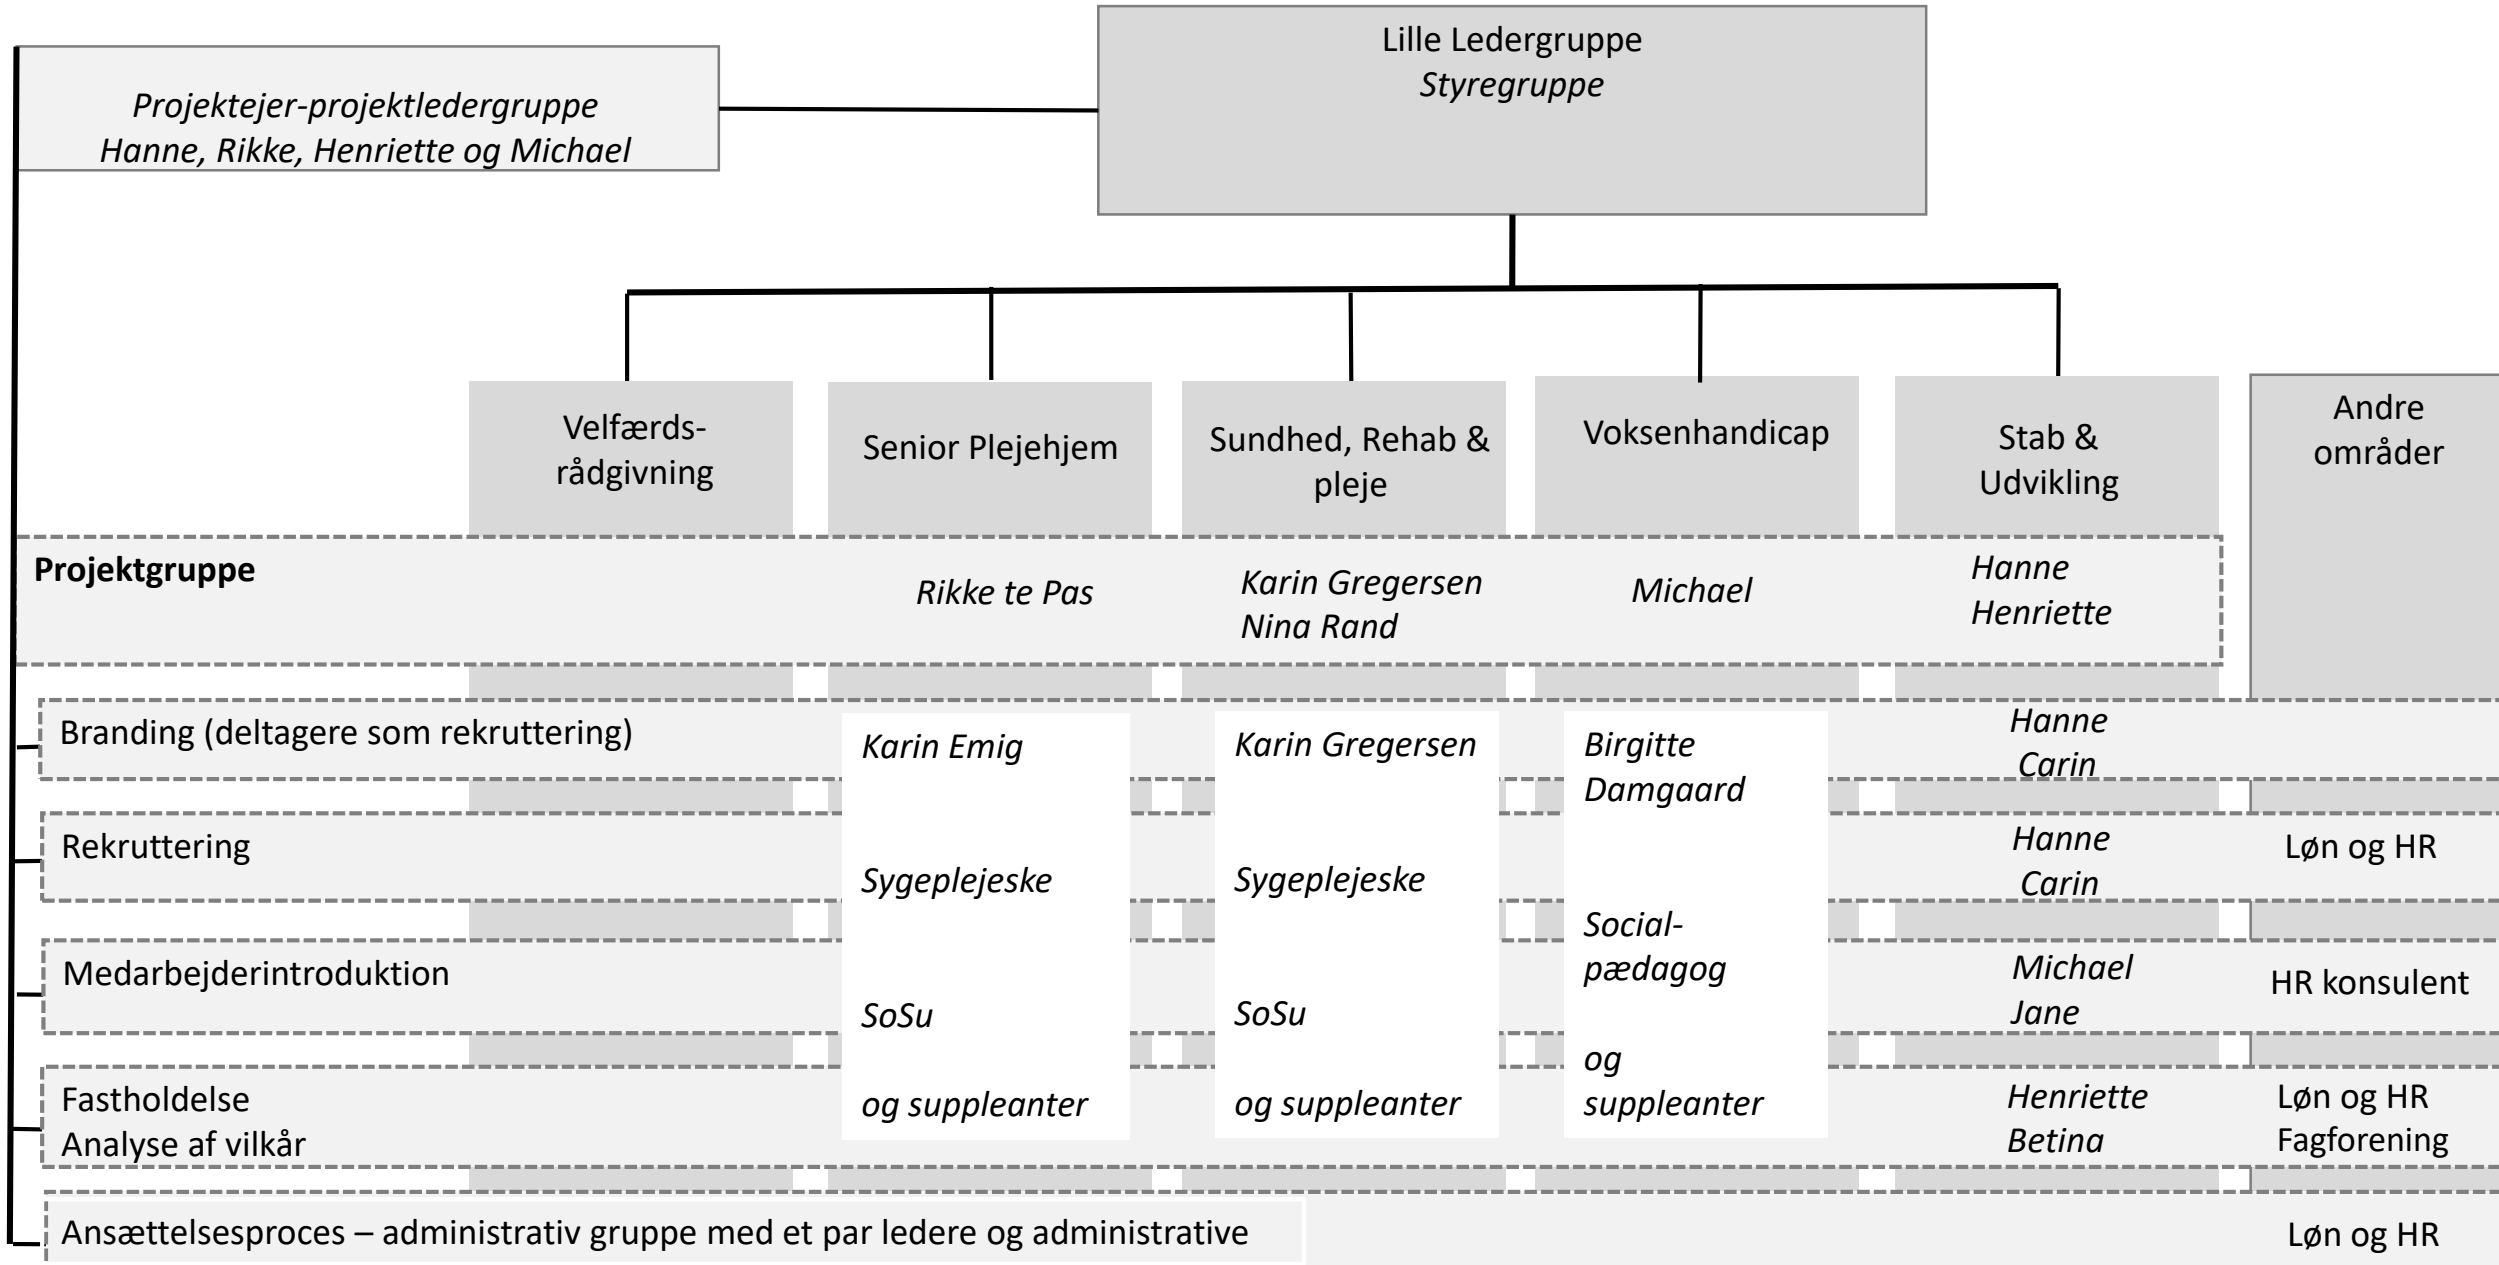 Lille Ledergruppe
Styregruppe
Projektejer-projektledergruppe
Hanne, Rikke, Henriette og Michael
Velfærds-
rådgivning
Senior Plejehjem
Sundhed, Rehab &
pleje
Voksenhandicap
Stab &
Udvikling
Andre
områder
Projektgruppe
Rikke te Pas
Karin Gregersen
Nina Rand
Michael
Hanne
Henriette
Branding (deltagere som rekruttering)
Karin Emig
Sygeplejeske
SoSu
og suppleanter
Karin Gregersen
Sygeplejeske
SoSu
og suppleanter
Birgitte
Damgaard
Social-
pædagog
og
suppleanter
Hanne
Carin
Rekruttering
Hanne
Carin
Løn og HR
Medarbejderintroduktion
Michael
Jane
HR konsulent
Fastholdelse
Analyse af vilkår
Henriette
Betina
Løn og HR
Fagforening
Ansættelsesproces – administrativ gruppe med et par ledere og administrative
Løn og HR